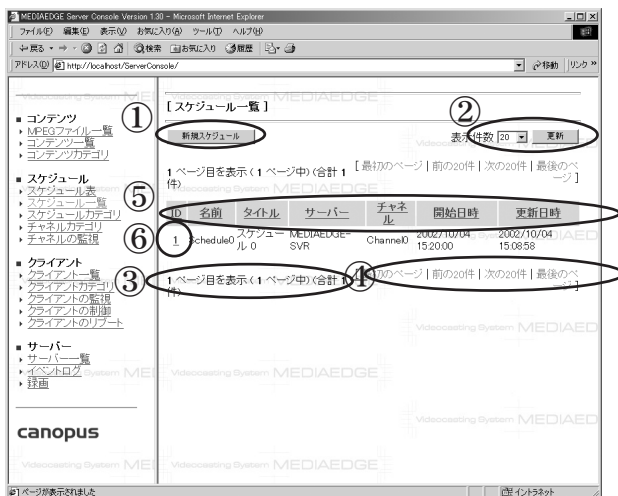 MEDIAEDGE Server Console Version 1.30 - Microsoft Internet Explorer
ファイル(F) 編集(E) 表示(V) お気に入り(A) ツール(T) ヘルプ(H)
戻る 検索 お気に入り 履歴
アドレス(D) http://localhost/ServerConsole/ 移動 リンク »
コンテンツ
MPEGファイル一覧
コンテンツ一覧
コンテンツカテゴリ
スケジュール
スケジュール表
スケジュール一覧
スケジュールカテゴリ
チャネルカテゴリ
チャネルの監視
クライアント
クライアント一覧
クライアントカテゴリ
クライアントの監視
クライアントの制御
クライアントのリブート
サーバー
サーバー一覧
イベントログ
録画
canopus
[ スケジュール一覧 ]
① ②
新規スケジュール 表示件数 20 更新
1 ページ目を表示 ( 1 ページ中) (合計 1 件)
[ 最初のページ | 前の20件 | 次の20件 | 最後のページ ]
⑤
ID 名前 タイトル サーバー チャネル 開始日時 更新日時
⑥
1 Schedule0 スケジュール 0 MEDIAEDGE-SVR Channel0 2002/10/04 15:20:00 2002/10/04 15:08:58
③ ④
1 ページ目を表示 ( 1 ページ中) (合計 1 件)
[ 最初のページ | 前の20件 | 次の20件 | 最後のページ ]
Videocasting System MEDIAEDGE
ページが表示されました イントラネット